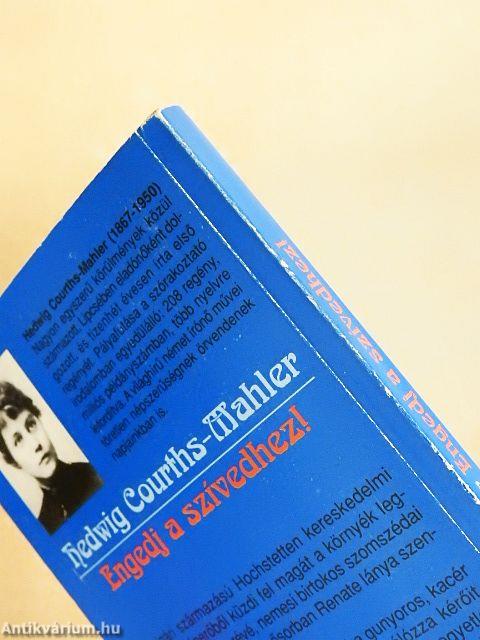 Hedwig Courths-Mahler (1867-1950)
Nagyon egyszerű körülmények közül
származott. Lipcsében eladónőként dol-
gozott, és tizenhét évesen írta első
regényét. Pályafutása a szórakoztató
irodalomban egyedülálló: 208 regény,
milliós példányszámban, több nyelvre
lefordítva. A világhírű német írónő művei
töretlen népszerűségnek örvendenek
napjainkban is.
Hedwig Courths-Mahler
Engedj a szívedhez!
származású Hochstetten kereskedelmi
küzdi fel magát a környék leg-
nemesi birtokos szomszédai
sorban Renate lánya szen-
a gunyoros, kacér
kérőit
Engedj a szívedhez!
Antikvárium.hu